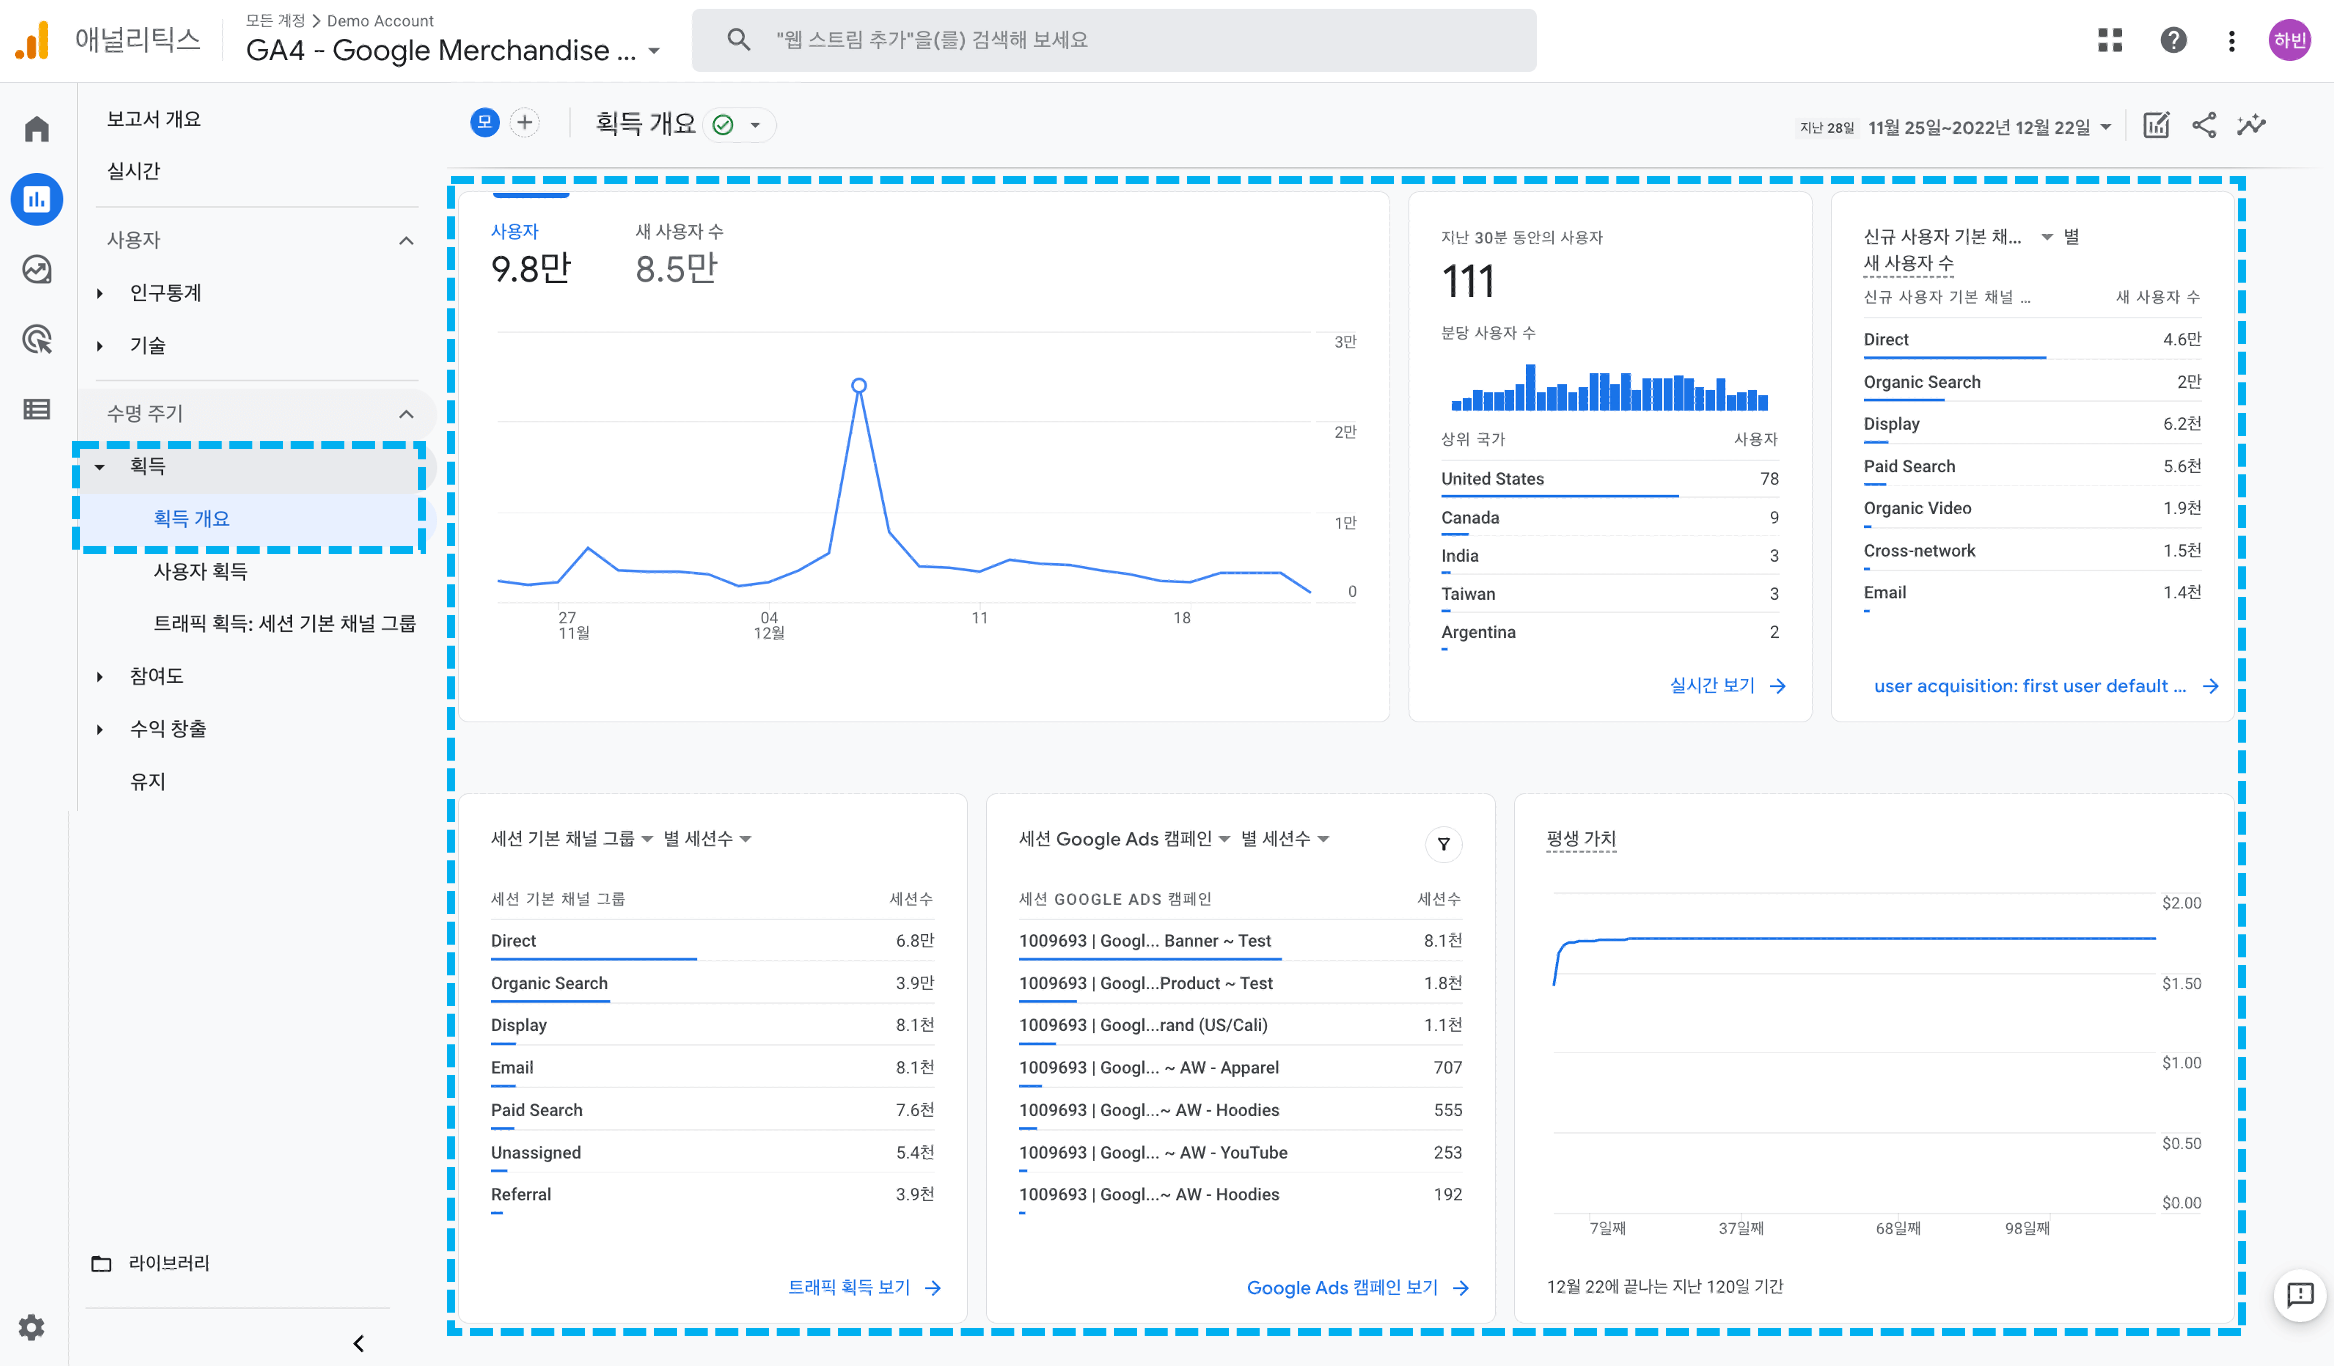 애널리틱스
모든 계정 > Demo Account
GA4 - Google Merchandise ...
"웹 스트림 추가"을(를) 검색해 보세요
하빈
보고서 개요
실시간
사용자
인구통계
기술
수명 주기
획득
획득 개요
사용자 획득
트래픽 획득: 세션 기본 채널 그룹
참여도
수익 창출
유지
라이브러리
모
획득 개요
지난 28일 11월 25일~2022년 12월 22일
사용자 새 사용자 수
9.8만 8.5만
3만
2만
1만
0
27 04 11 18
11월 12월
지난 30분 동안의 사용자
111
분당 사용자 수
상위 국가 사용자
United States 78
Canada 9
India 3
Taiwan 3
Argentina 2
실시간 보기
신규 사용자 기본 채... 별
새 사용자 수
신규 사용자 기본 채널 ... 새 사용자 수
Direct 4.6만
Organic Search 2만
Display 6.2천
Paid Search 5.6천
Organic Video 1.9천
Cross-network 1.5천
Email 1.4천
user acquisition: first user default ...
세션 기본 채널 그룹 별 세션수
세션 기본 채널 그룹 세션수
Direct 6.8만
Organic Search 3.9만
Display 8.1천
Email 8.1천
Paid Search 7.6천
Unassigned 5.4천
Referral 3.9천
트래픽 획득 보기
세션 Google Ads 캠페인 별 세션수
세션 GOOGLE ADS 캠페인 세션수
1009693 | Googl... Banner ~ Test 8.1천
1009693 | Googl...Product ~ Test 1.8천
1009693 | Googl...rand (US/Cali) 1.1천
1009693 | Googl... ~ AW - Apparel 707
1009693 | Googl...~ AW - Hoodies 555
1009693 | Googl... ~ AW - YouTube 253
1009693 | Googl...~ AW - Hoodies 192
Google Ads 캠페인 보기
평생 가치
$2.00
$1.50
$1.00
$0.50
$0.00
7일째 37일째 68일째 98일째
12월 22에 끝나는 지난 120일 기간